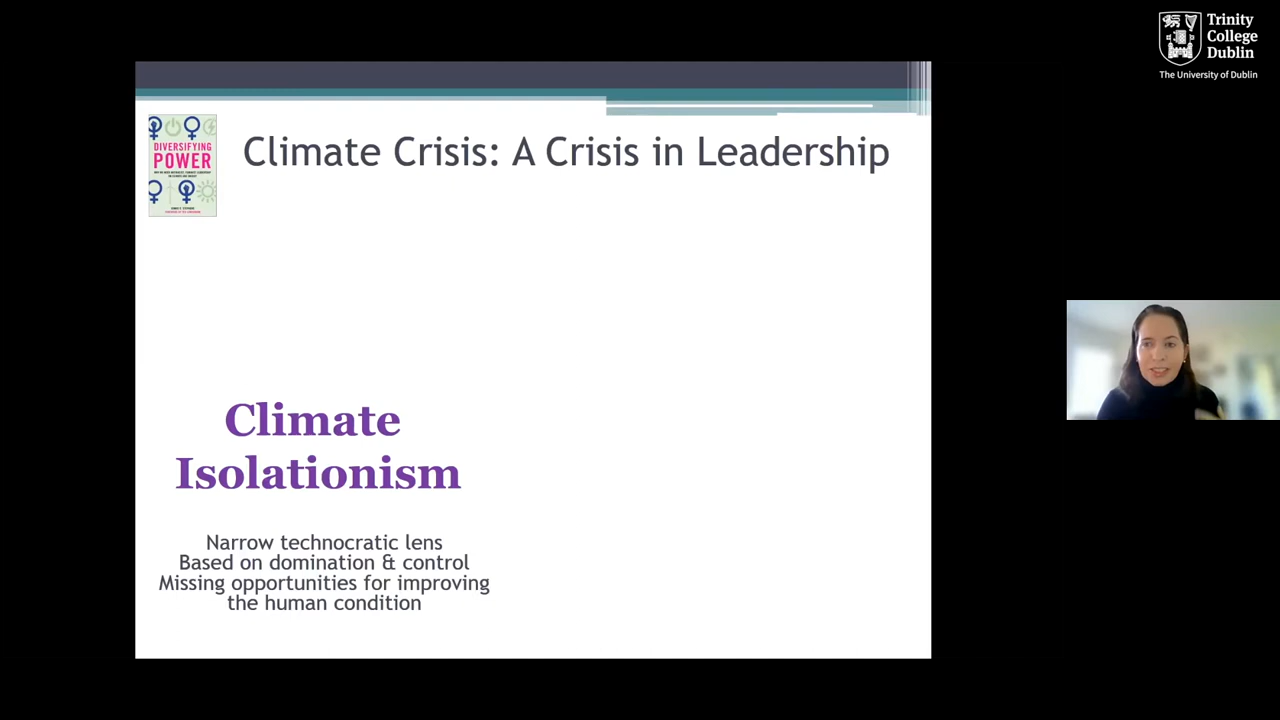 Trinity
College
Dublin
The University of Dublin
DIVERSIFYING
POWER
Climate Crisis: A Crisis in Leadership
Climate
Isolationism
Narrow technocratic lens
Based on domination & control
Missing opportunities for improving
the human condition